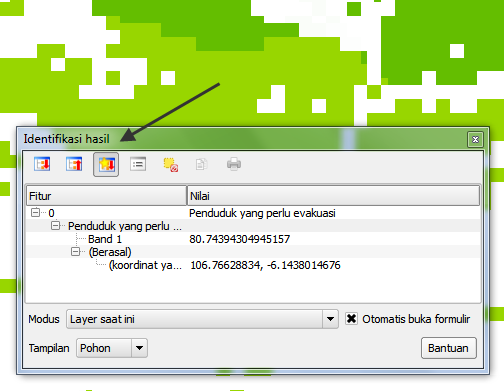 Identifikasi hasil
Fitur Nilai
0 Penduduk yang perlu evakuasi
Penduduk yang perlu ...
Band 1 80.74394304945157
(Berasal)
(koordinat ya... 106.76628834, -6.1438014676
Modus Layer saat ini Otomatis buka formulir
Tampilan Pohon Bantuan